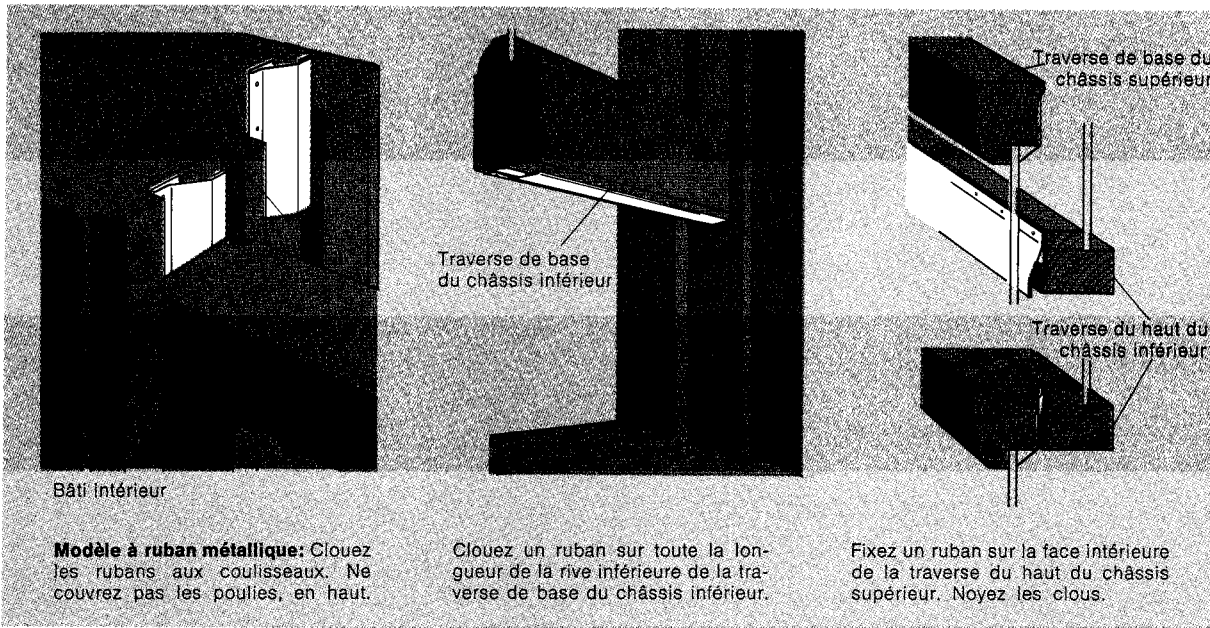 Traverse de base du
châssis supérieur
Traverse de base
du châssis inférieur
Traverse du haut du
châssis inférieur
Bâti intérieur
Modèle à ruban métallique: Clouez
les rubans aux coulisseaux. Ne
couvrez pas les poulies, en haut.
Clouez un ruban sur toute la lon-
gueur de la rive inférieure de la tra-
verse de base du châssis inférieur.
Fixez un ruban sur la face intérieure
de la traverse du haut du châssis
supérieur. Noyez les clous.